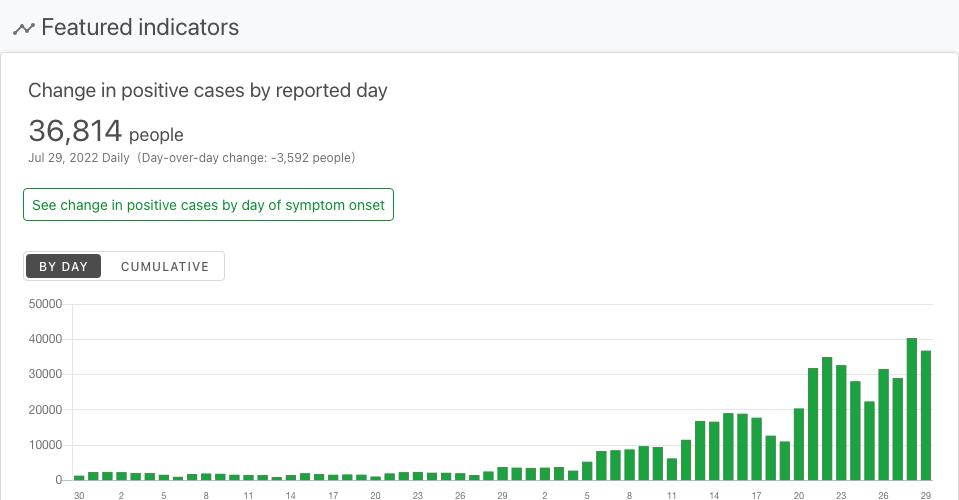 Featured indicators
Change in positive cases by reported day
36,814 people
Jul 29, 2022 Daily (Day-over-day change: -3,592 people)
See change in positive cases by day of symptom onset
BY DAY CUMULATIVE
50000
40000
30000
20000
10000
0
30 2 5 8 11 14 17 20 23 26 29 2 5 8 11 14 17 20 23 26 29